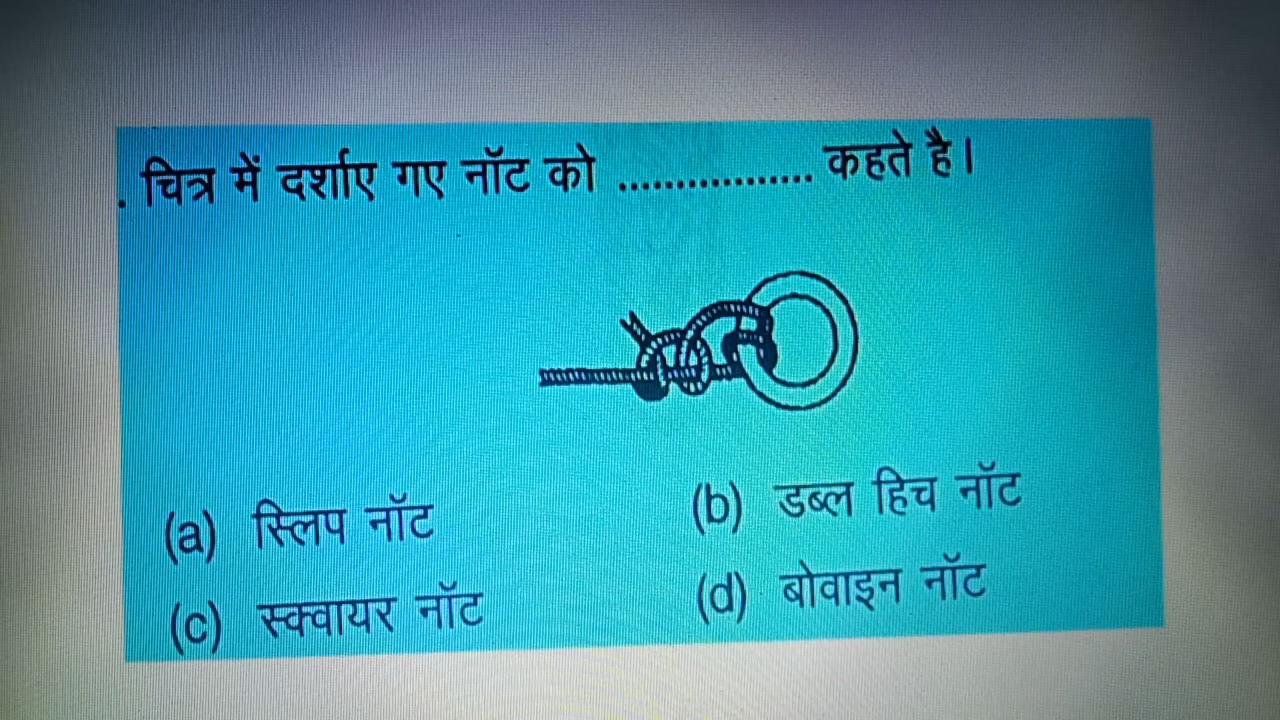 . चित्र में दर्शाए गए नॉट को ................. कहते है।
(a) स्लिप नॉट (b) डब्ल हिच नॉट
(c) स्क्वायर नॉट (d) बोवाइन नॉट